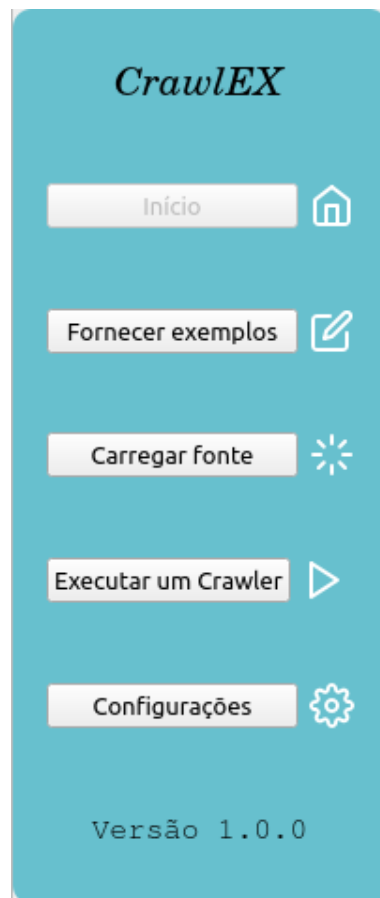 CrawlEX
Início
Fornecer exemplos
Carregar fonte
Executar um Crawler
Configurações
Versão 1.0.0